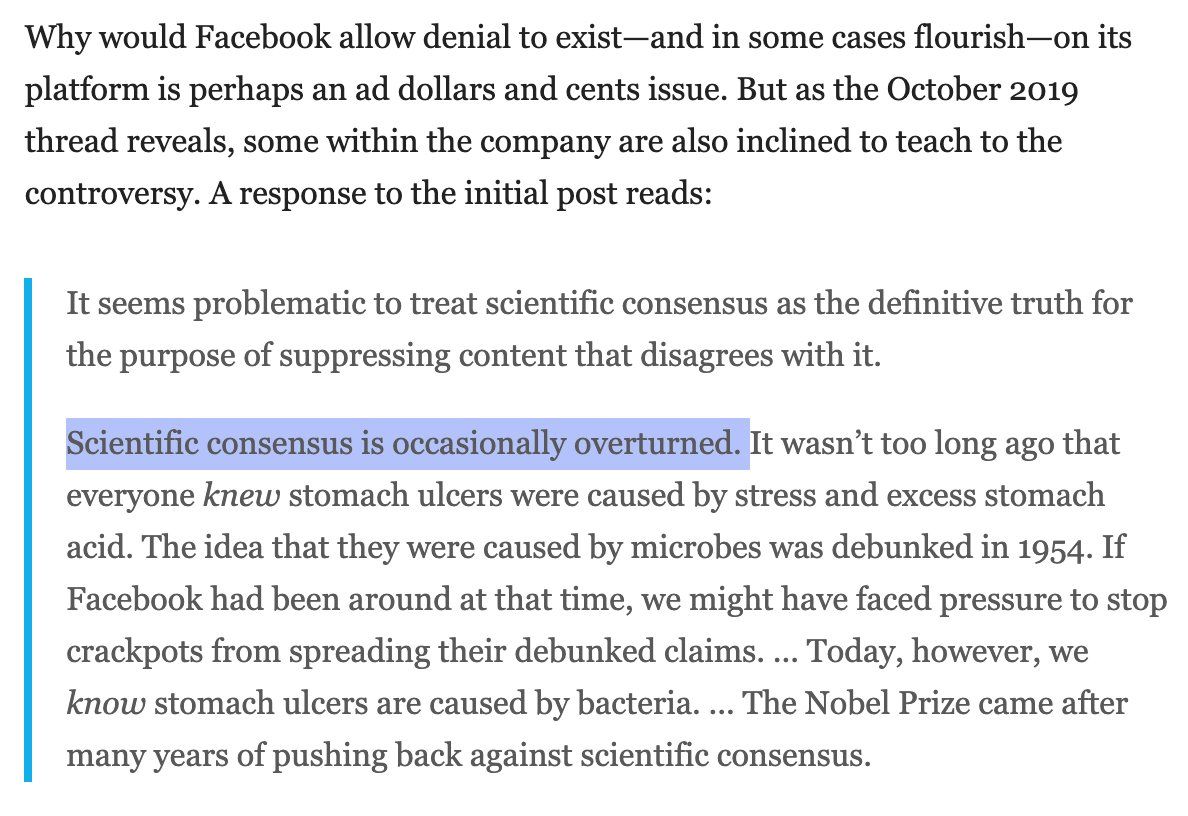 Why would Facebook allow denial to exist—and in some cases flourish—on its
platform is perhaps an ad dollars and cents issue. But as the October 2019
thread reveals, some within the company are also inclined to teach to the
controversy. A response to the initial post reads:
It seems problematic to treat scientific consensus as the definitive truth for
the purpose of suppressing content that disagrees with it.
Scientific consensus is occasionally overturned. It wasn’t too long ago that
everyone knew stomach ulcers were caused by stress and excess stomach
acid. The idea that they were caused by microbes was debunked in 1954. If
Facebook had been around at that time, we might have faced pressure to stop
crackpots from spreading their debunked claims. ... Today, however, we
know stomach ulcers are caused by bacteria. ... The Nobel Prize came after
many years of pushing back against scientific consensus.